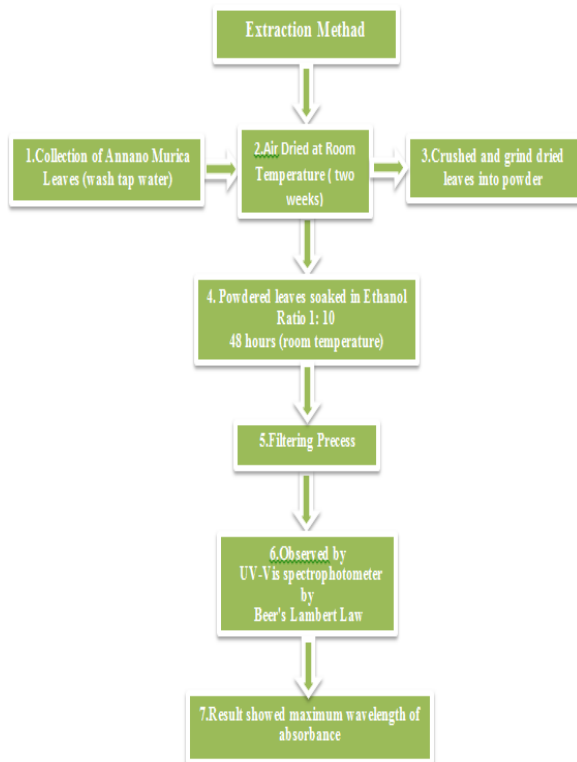 Extraction Methad
1.Collection of Annano Murica
Leaves (wash tap water)
2.Air Dried at Room
Temperature ( two
weeks)
3.Crushed and grind dried
leaves into powder
4. Powdered leaves soaked in Ethanol
Ratio 1: 10
48 hours (room temperature)
5.Filtering Precess
6.Observed by
UV-Vis spectrophotometer
by
Beer's Lambert Law
7.Result showed maximum wavelength of
absorbance